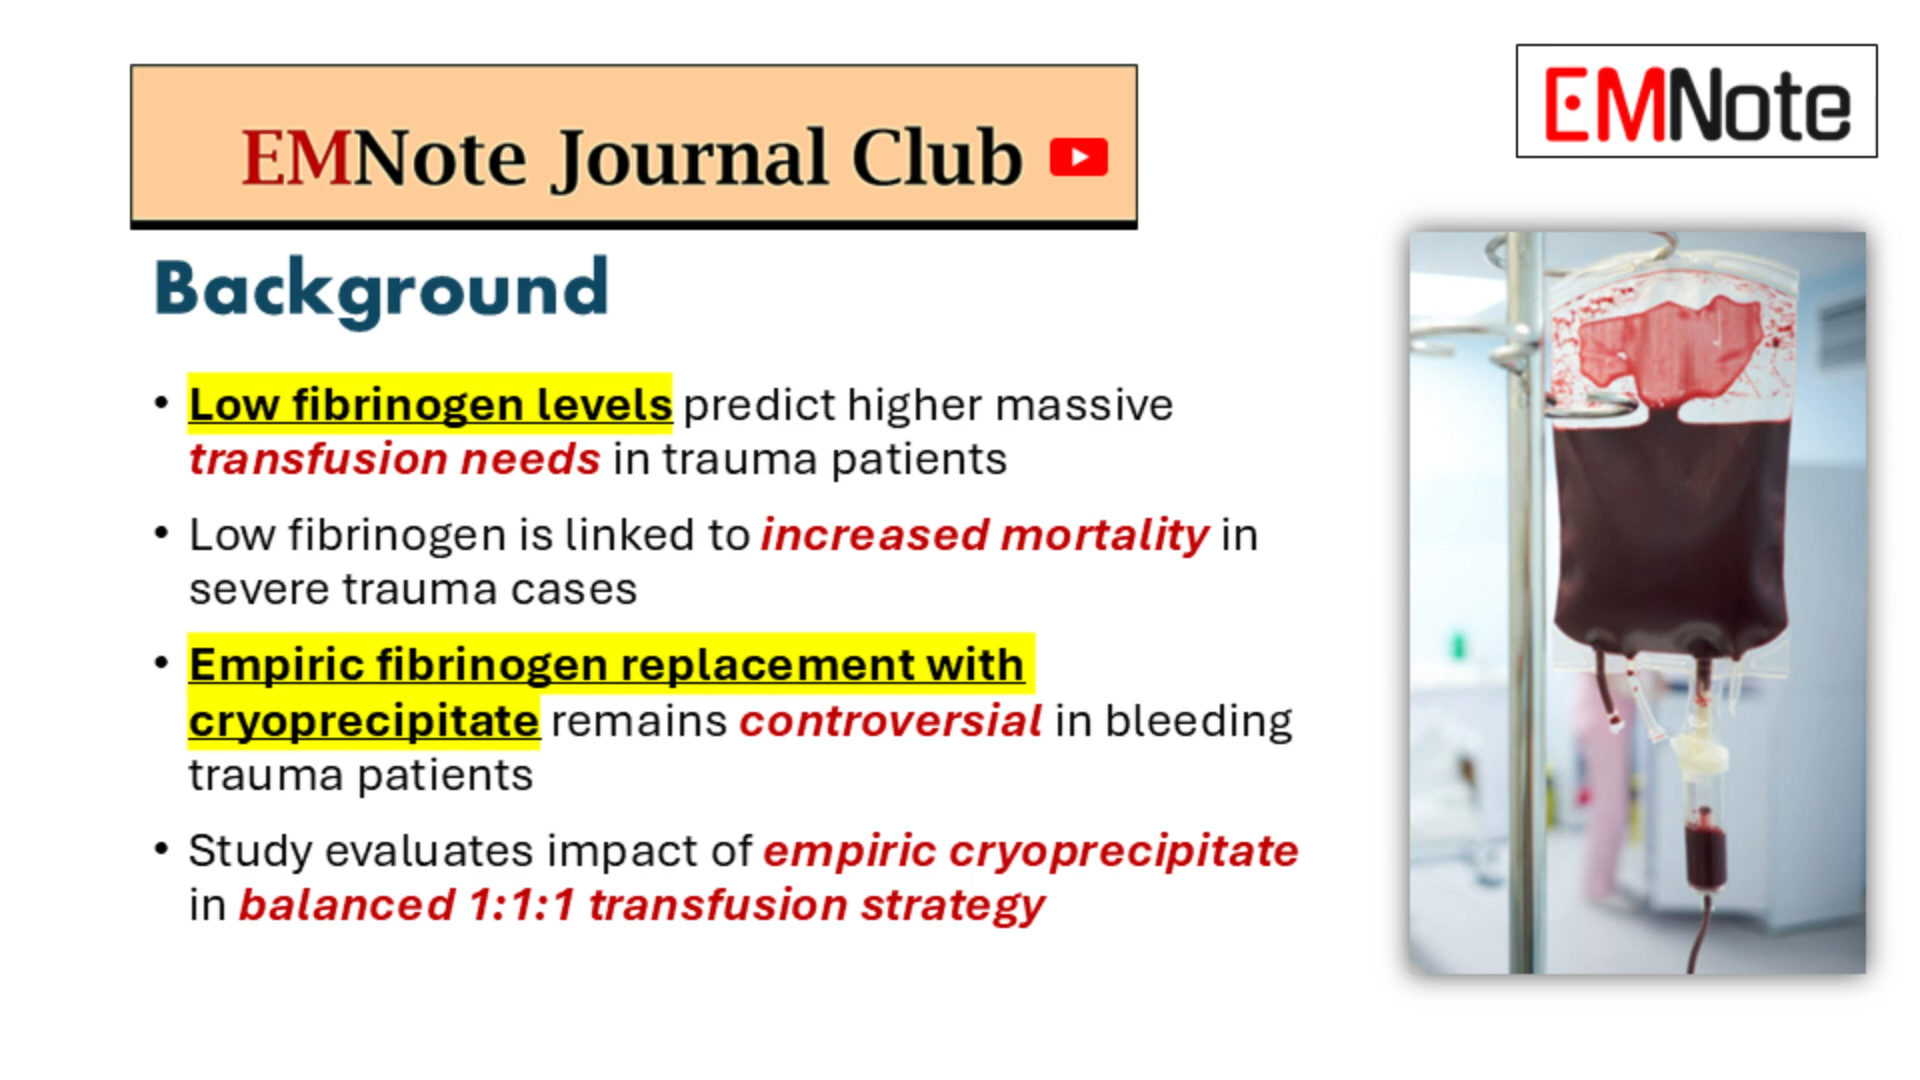 EMNote Journal Club
EMNote
Background
• Low fibrinogen levels predict higher massive
transfusion needs in trauma patients
• Low fibrinogen is linked to increased mortality in
severe trauma cases
• Empiric fibrinogen replacement with
cryoprecipitate remains controversial in bleeding
trauma patients
• Study evaluates impact of empiric cryoprecipitate
in balanced 1:1:1 transfusion strategy